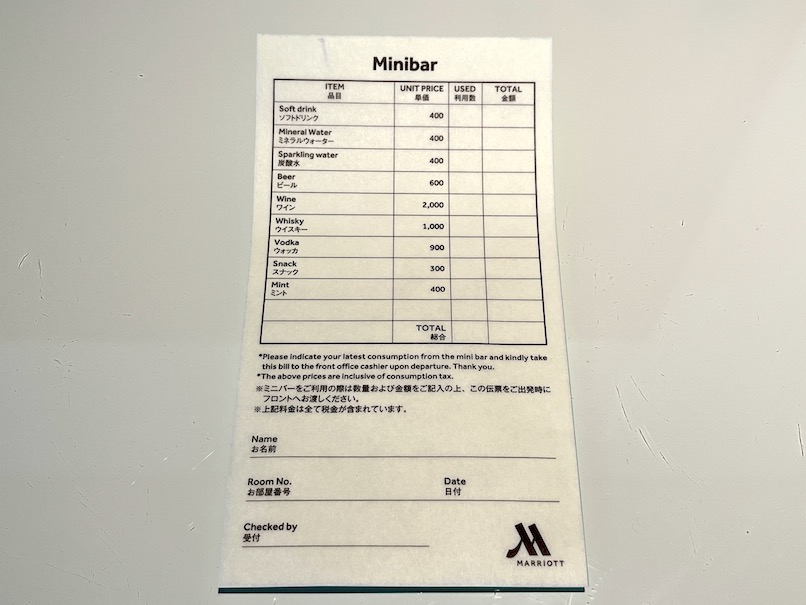 Minibar
ITEM UNIT PRICE USED TOTAL
品目 単価 利用数 金額
Soft drink
ソフトドリンク 400
Mineral Water
ミネラルウォーター 400
Sparkling water
炭酸水 400
Beer
ビール 600
Wine
ワイン 2,000
Whisky
ウイスキー 1,000
Vodka
ウォッカ 900
Snack
スナック 300
Mint
ミント 400
TOTAL
総合
*Please indicate your latest consumption from the mini bar and kindly take
this bill to the front office cashier upon departure. Thank you.
*The above prices are inclusive of consumption tax.
※ミニバーをご利用の際は数量および金額をご記入の上、この伝票をご出発時に
フロントへお渡しください。
※上記料金は全て税金が含まれています。
Name
お名前
Room No. Date
お部屋番号 日付
Checked by
受付
MARRIOTT